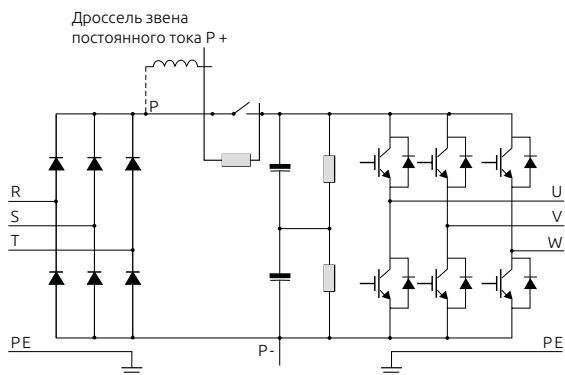 Дроссель звена
постоянного тока P +
P
R
S
T
U
V
W
PE
P-
PE